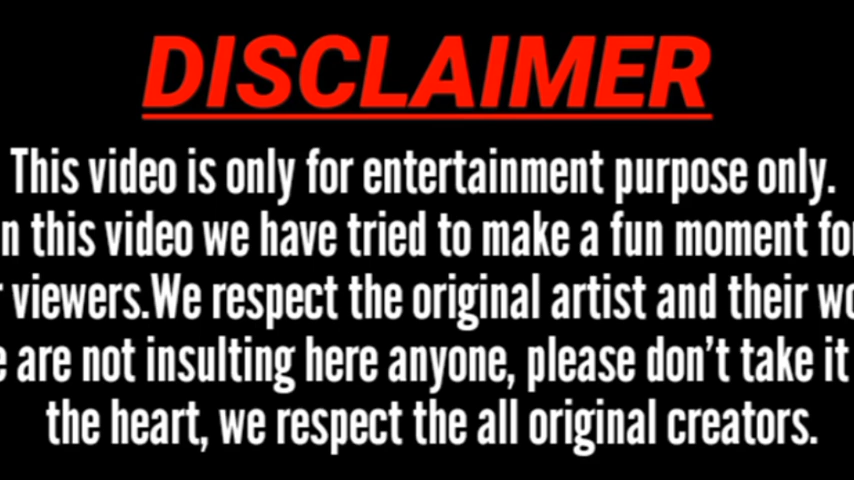 DISCLAIMER
This video is only for entertainment purpose only.
n this video we have tried to make a fun moment fo
viewers.We respect the original artist and their wo
e are not insulting here anyone, please don't take it
the heart, we respect the all original creators.